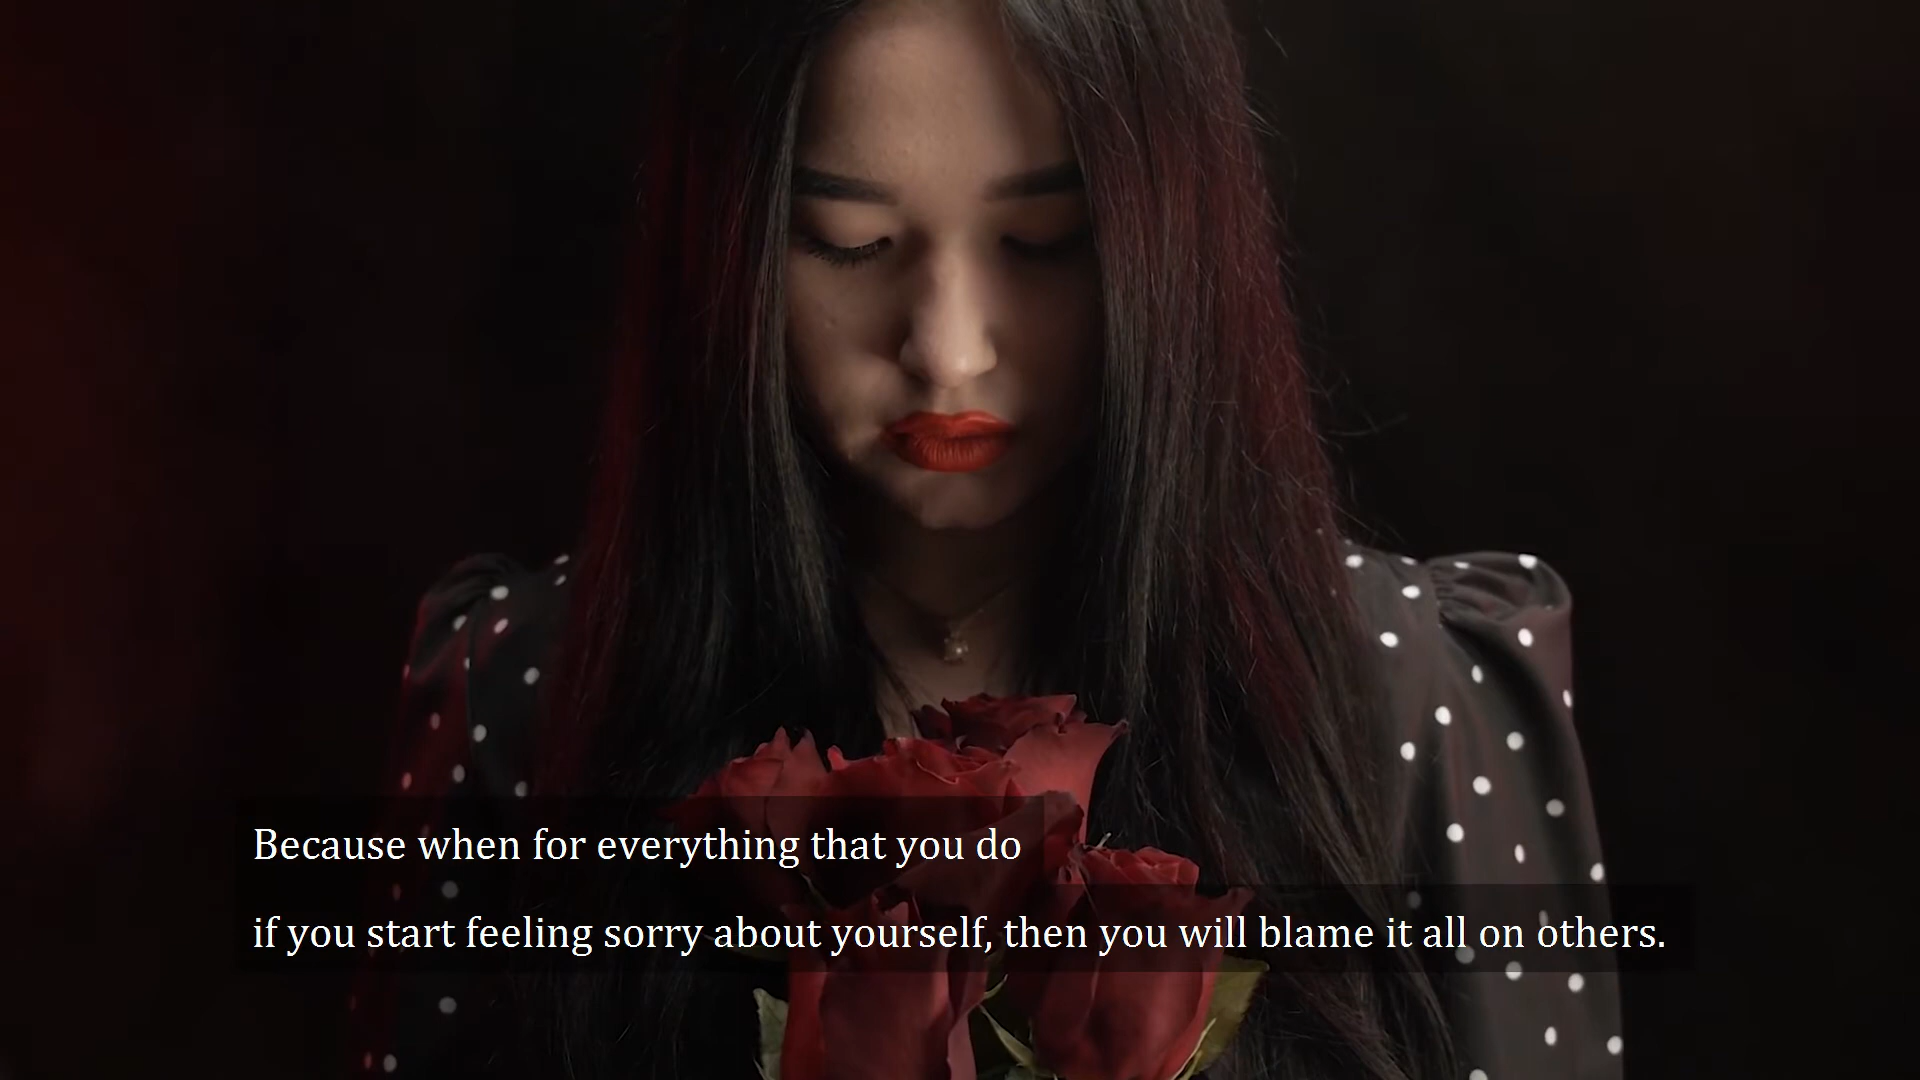 Because when for everything that you do
if you start feeling sorry about yourself, then you will blame it all on others.